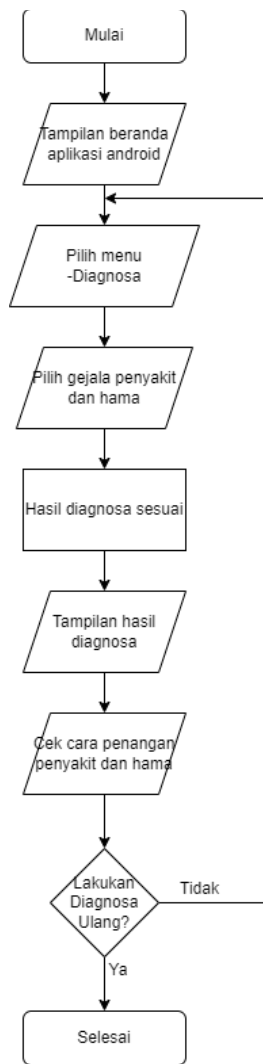 Mulai
Tampilan beranda
aplikasi android
Pilih menu
-Diagnosa
Pilih gejala penyakit
dan hama
Hasil diagnosa sesuai
Tampilan hasil
diagnosa
Cek cara penangan
penyakit dan hama
Lakukan
Diagnosa
Ulang?
Tidak
Ya
Selesai